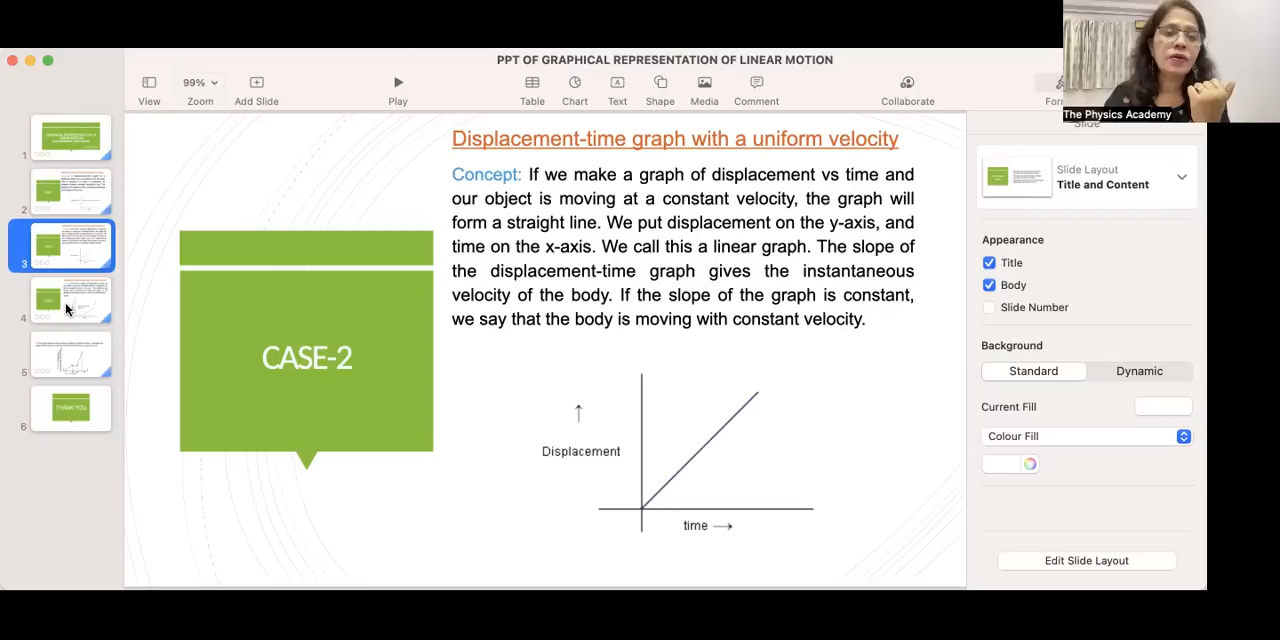 PPT OF GRAPHICAL REPRESENTATION OF LINEAR MOTION
99%
View
Zoom
Add Slide
Play
Table
Chart
Text
Shape
Media
Comment
Collaborate
The Physics Academy
1
2
3
4
5
6
THANK YOU
CASE-2
Displacement-time graph with a uniform velocity
Concept: If we make a graph of displacement vs time and
our object is moving at a constant velocity, the graph will
form a straight line. We put displacement on the y-axis, and
time on the x-axis. We call this a linear graph. The slope of
the displacement-time graph gives the instantaneous
velocity of the body. If the slope of the graph is constant,
we say that the body is moving with constant velocity.
↑
Displacement
time →
Slide Layout
Title and Content
Appearance
Title
Body
Slide Number
Background
Standard
Dynamic
Current Fill
Colour Fill
Edit Slide Layout